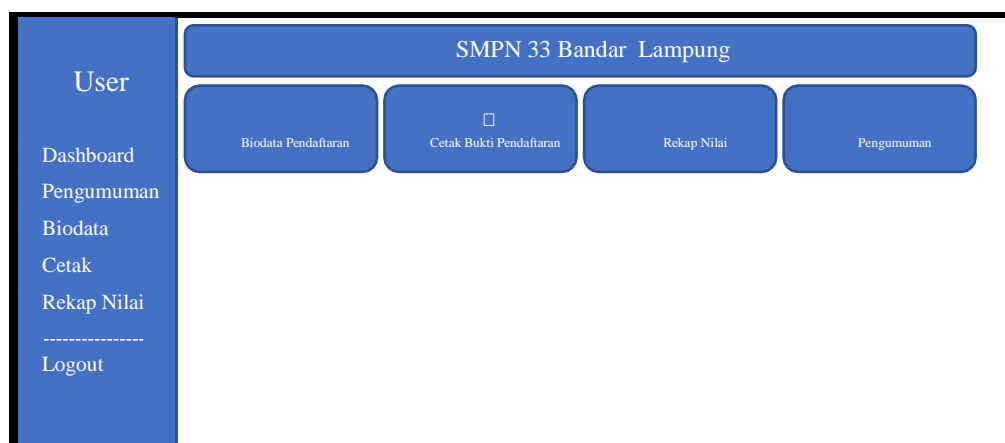 User
Dashboard
Pengumuman
Biodata
Cetak
Rekap Nilai
----------------
Logout
SMPN 33 Bandar Lampung
Biodata Pendaftaran
Cetak Bukti Pendaftaran
Rekap Nilai
Pengumuman